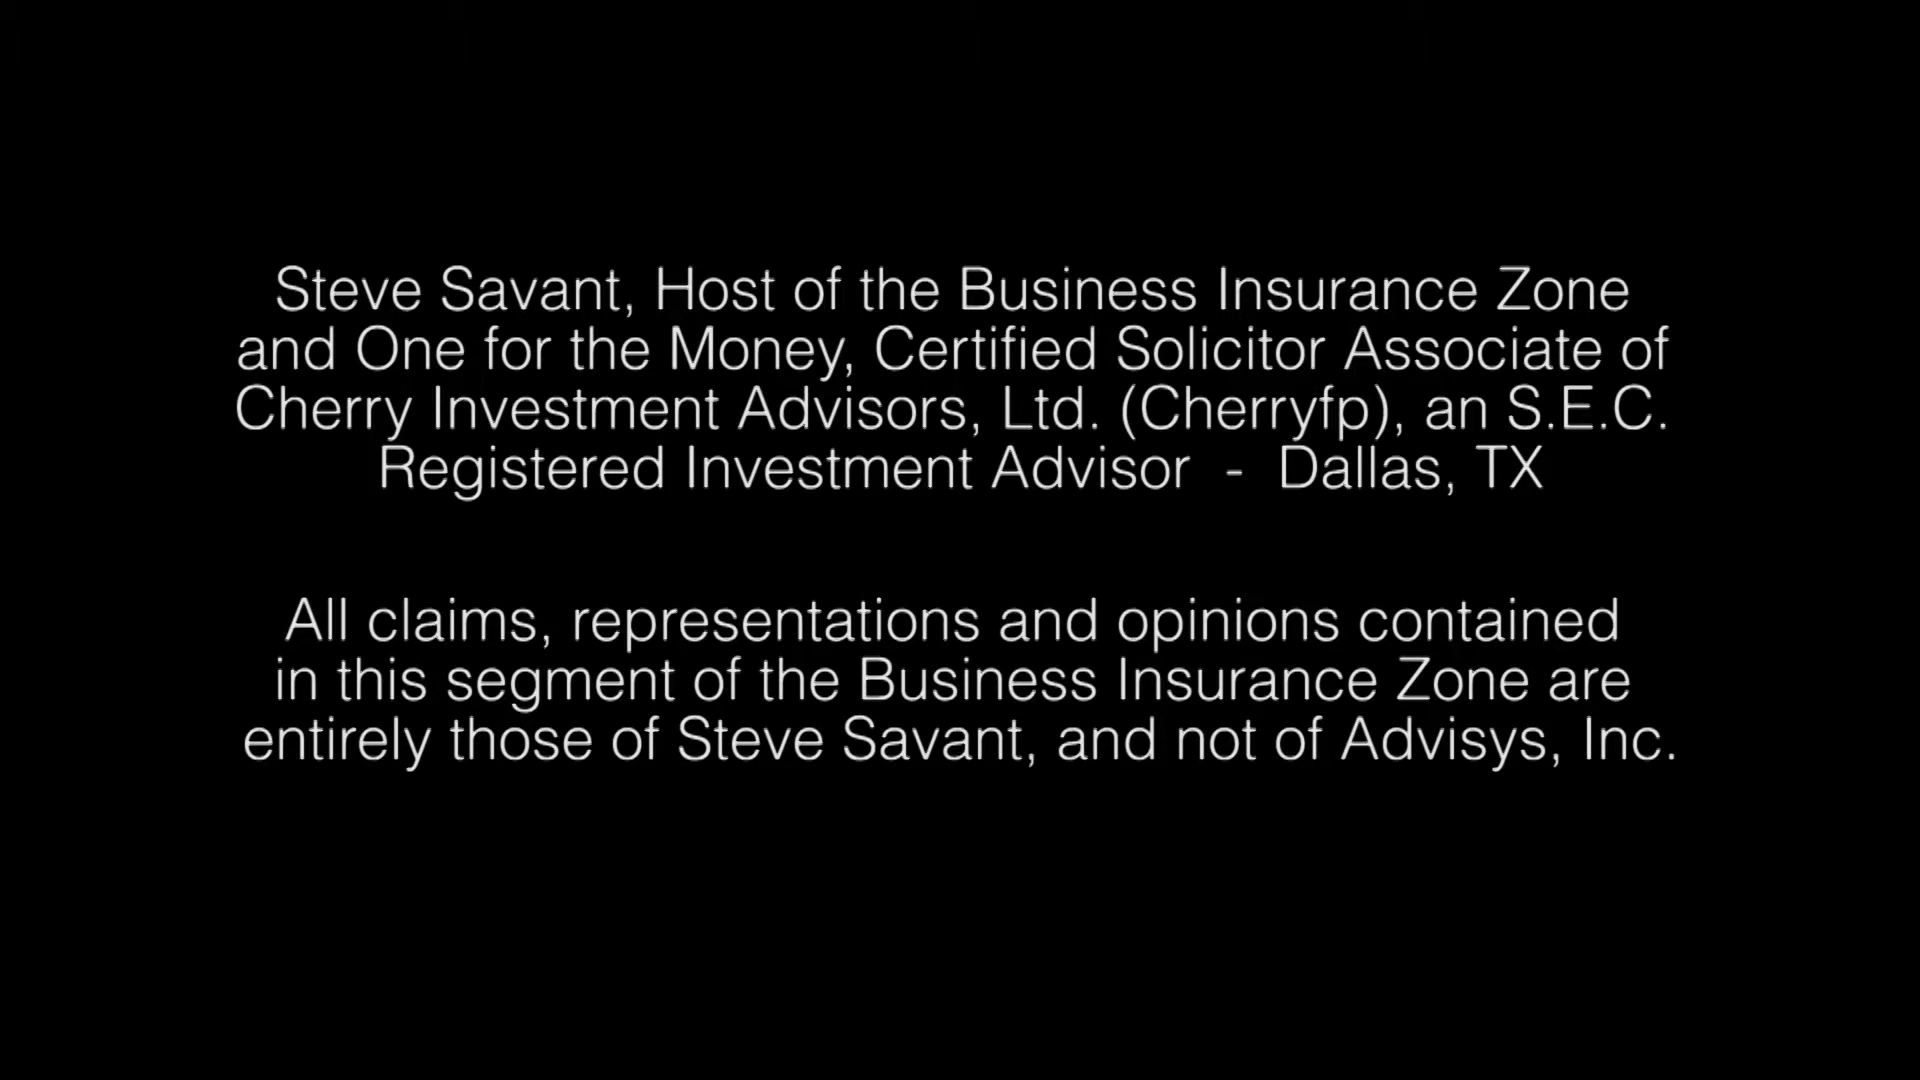 Steve Savant, Host of the Business Insurance Zone
and One for the Money, Certified Solicitor Associate of
Cherry Investment Advisors, Ltd. (Cherryfp), an S.E.C.
Registered Investment Advisor - Dallas, TX
All claims, representations and opinions contained
in this segment of the Business Insurance Zone are
entirely those of Steve Savant, and not of Advisys, Inc.